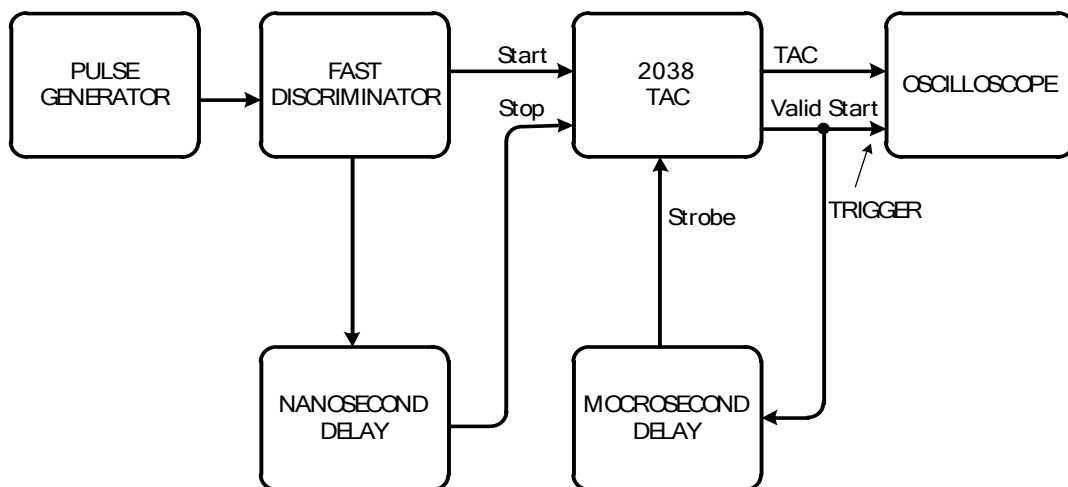 PULSE
GENERATOR
FAST
DISCRIMINATOR
Start
Stop
2038
TAC
TAC
Valid Start
OSCILLOSCOPE
TRIGGER
Strobe
NANOSECOND
DELAY
MOCROSECOND
DELAY